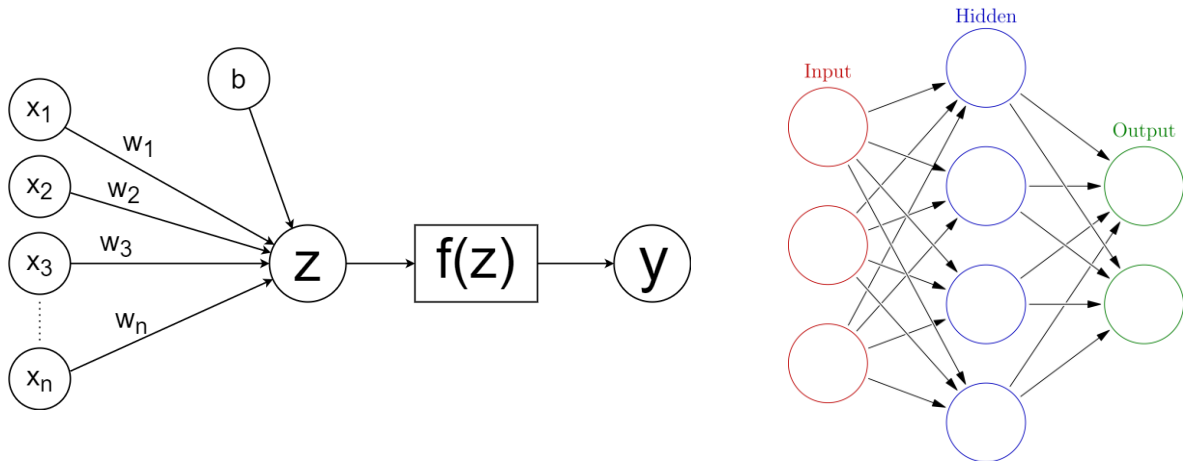 x₁
x₂
x₃
xₙ
w₁
w₂
w₃
wₙ
b
z
f(z)
y
Input
Hidden
Output